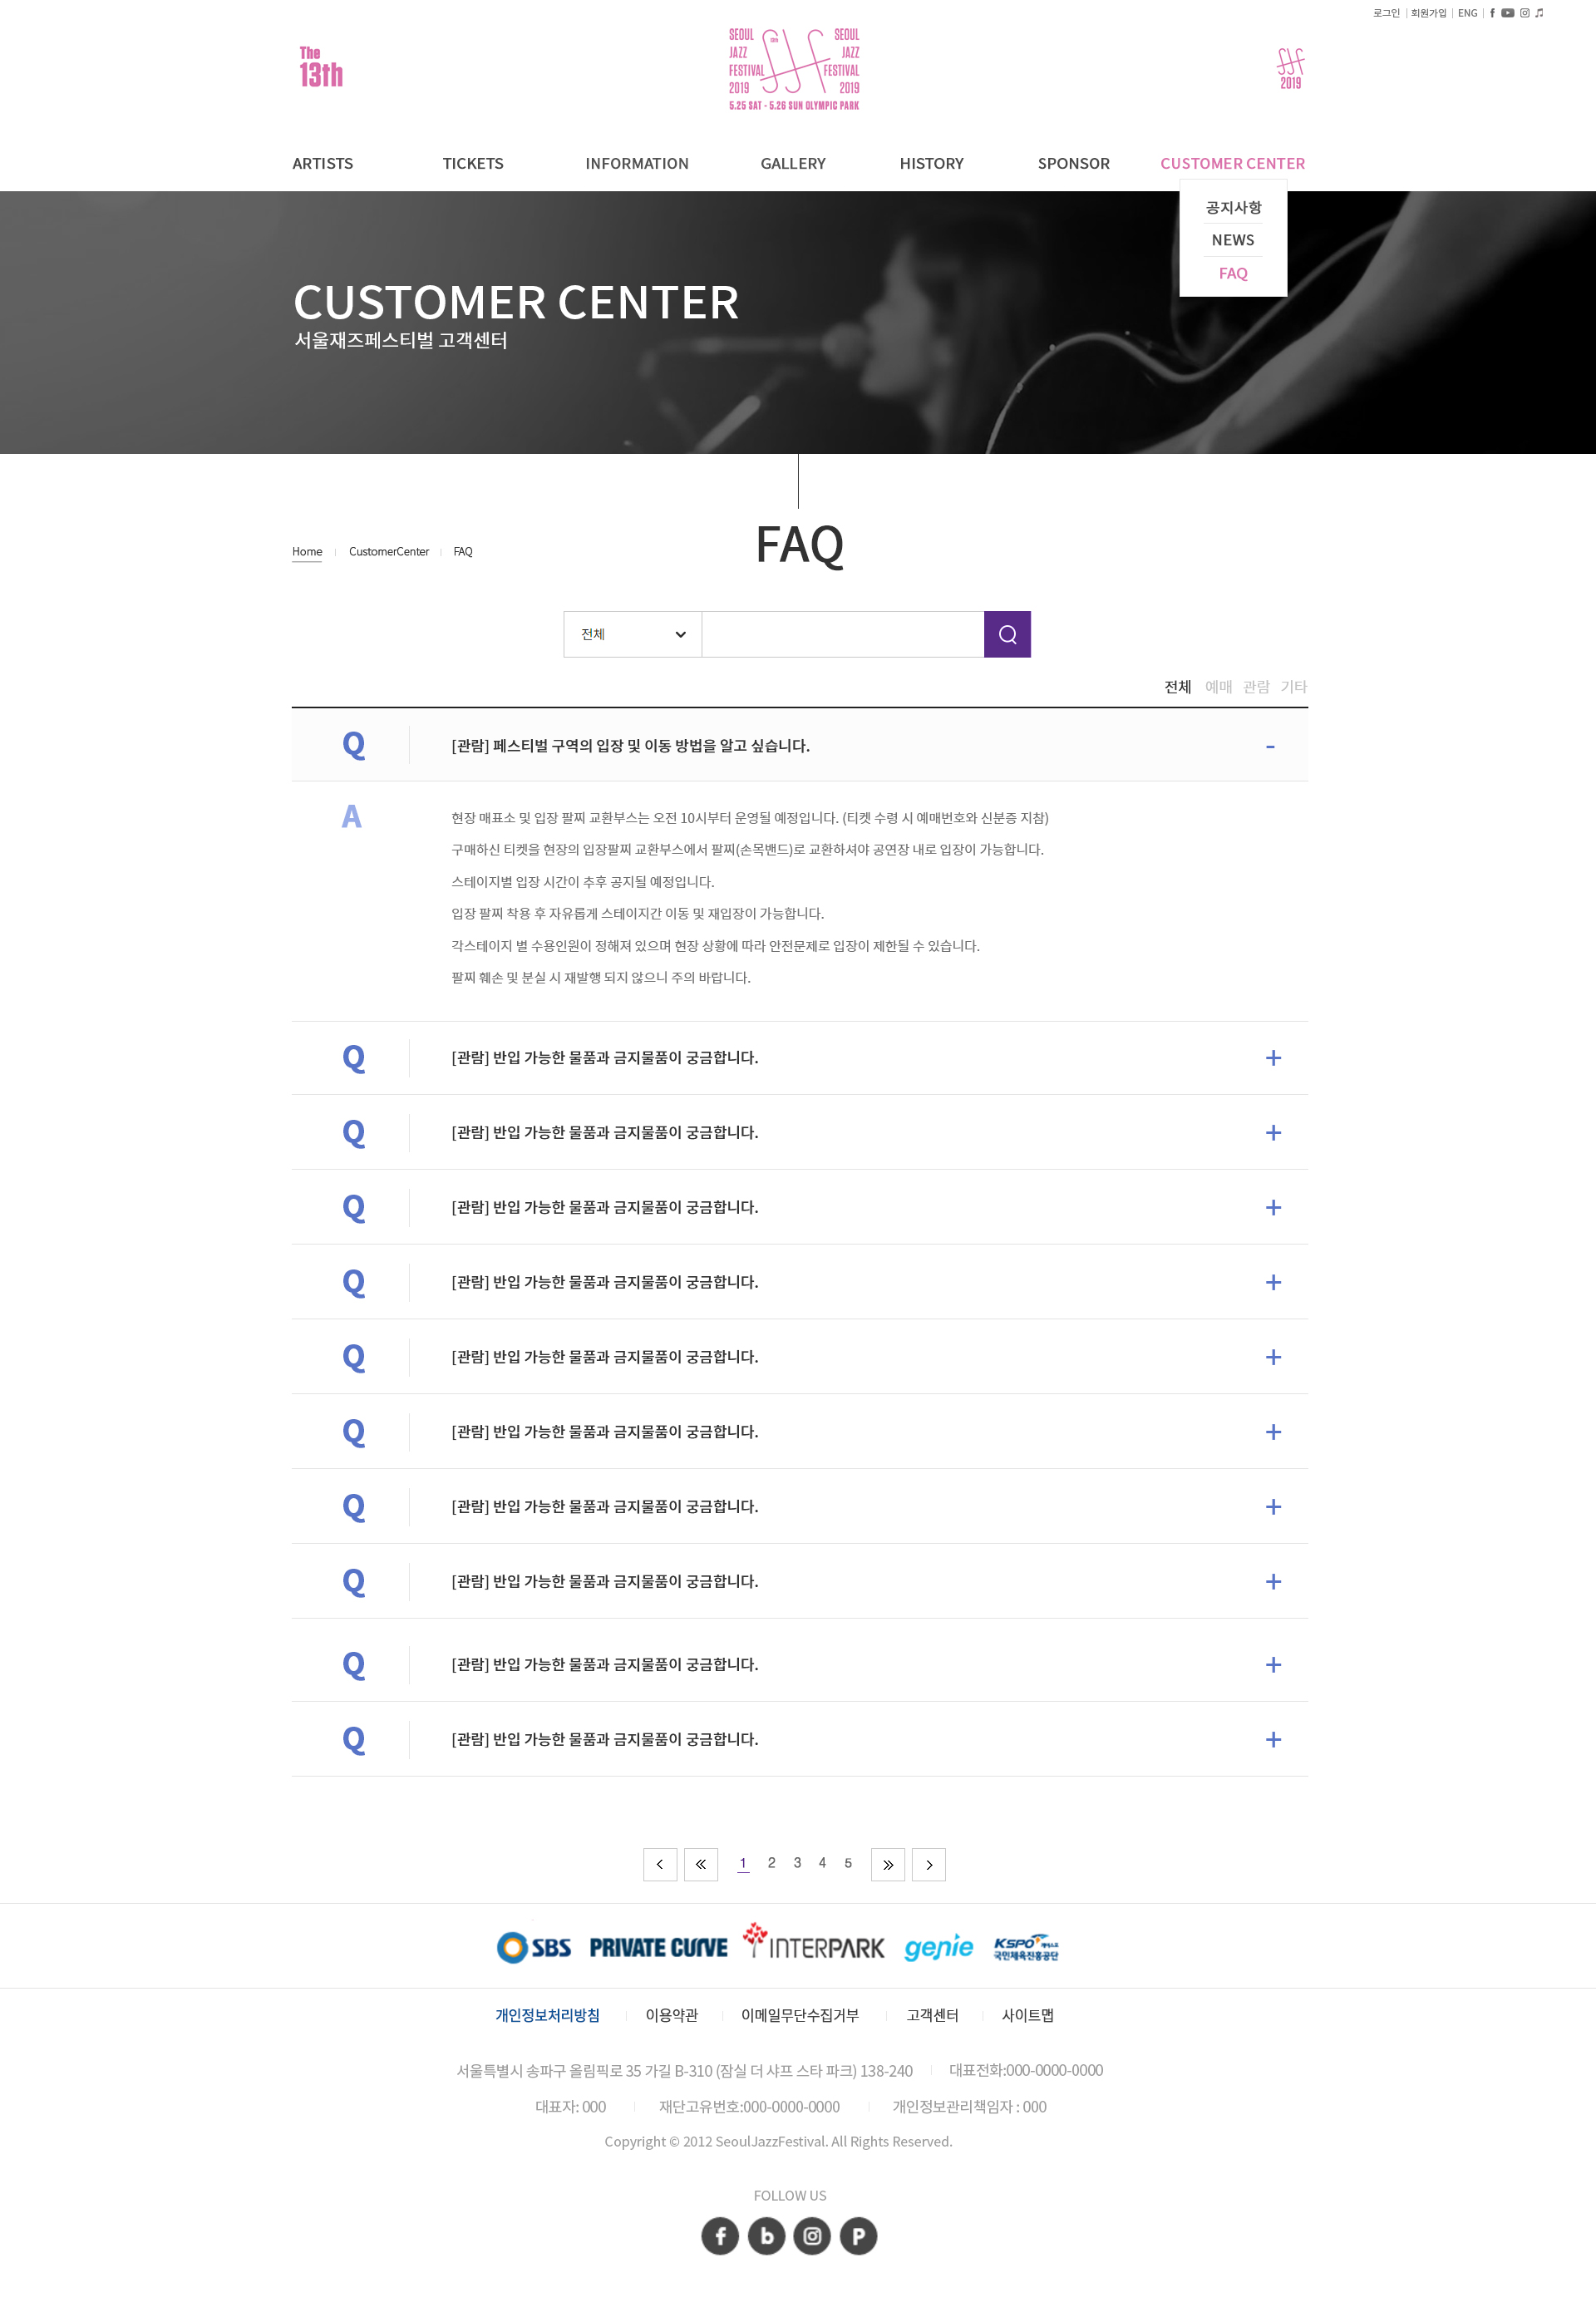 로그인 | 회원가입 | ENG |
The
13th
SEOUL JAZZ FESTIVAL 2019
SEOUL JAZZ FESTIVAL 2019
5.25 SAT - 5.26 SUN OLYMPIC PARK
2019
ARTISTS TICKETS INFORMATION GALLERY HISTORY SPONSOR CUSTOMER CENTER
공지사항
NEWS
FAQ
CUSTOMER CENTER
서울재즈페스티벌 고객센터
Home CustomerCenter FAQ
FAQ
전체
전체 예매 관람 기타
Q [관람] 페스티벌 구역의 입장 및 이동 방법을 알고 싶습니다. -
A 현장 매표소 및 입장 팔찌 교환부스는 오전 10시부터 운영될 예정입니다. (티켓 수령 시 예매번호와 신분증 지참)
구매하신 티켓을 현장의 입장팔찌 교환부스에서 팔찌(손목밴드)로 교환하셔야 공연장 내로 입장이 가능합니다.
스테이지별 입장 시간이 추후 공지될 예정입니다.
입장 팔찌 착용 후 자유롭게 스테이지간 이동 및 재입장이 가능합니다.
각스테이지 별 수용인원이 정해져 있으며 현장 상황에 따라 안전문제로 입장이 제한될 수 있습니다.
팔찌 훼손 및 분실 시 재발행 되지 않으니 주의 바랍니다.
Q [관람] 반입 가능한 물품과 금지물품이 궁금합니다. +
Q [관람] 반입 가능한 물품과 금지물품이 궁금합니다. +
Q [관람] 반입 가능한 물품과 금지물품이 궁금합니다. +
Q [관람] 반입 가능한 물품과 금지물품이 궁금합니다. +
Q [관람] 반입 가능한 물품과 금지물품이 궁금합니다. +
Q [관람] 반입 가능한 물품과 금지물품이 궁금합니다. +
Q [관람] 반입 가능한 물품과 금지물품이 궁금합니다. +
Q [관람] 반입 가능한 물품과 금지물품이 궁금합니다. +
Q [관람] 반입 가능한 물품과 금지물품이 궁금합니다. +
Q [관람] 반입 가능한 물품과 금지물품이 궁금합니다. +
1 2 3 4 5
SBS PRIVATE CURVE INTERPARK genie KSPO 국민체육진흥공단
개인정보처리방침 이용약관 이메일무단수집거부 고객센터 사이트맵
서울특별시 송파구 올림픽로 35 가길 B-310 (잠실 더 샤프 스타 파크) 138-240 대표전화:000-0000-0000
대표자: 000 재단고유번호:000-0000-0000 개인정보관리책임자 : 000
Copyright © 2012 SeoulJazzFestival. All Rights Reserved.
FOLLOW US